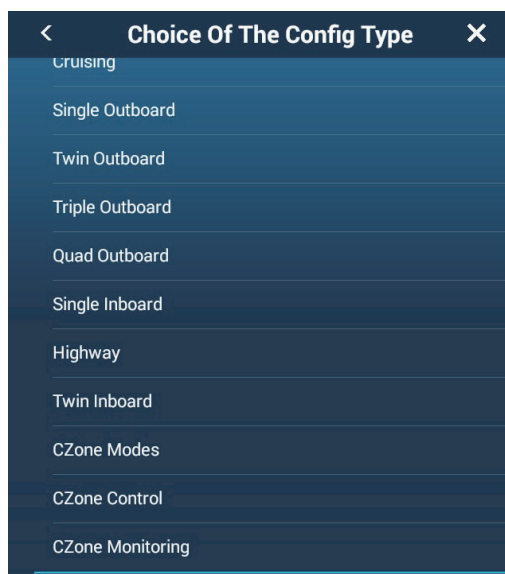 Choice Of The Config Type
Cruising
Single Outboard
Twin Outboard
Triple Outboard
Quad Outboard
Single Inboard
Highway
Twin Inboard
CZone Modes
CZone Control
CZone Monitoring